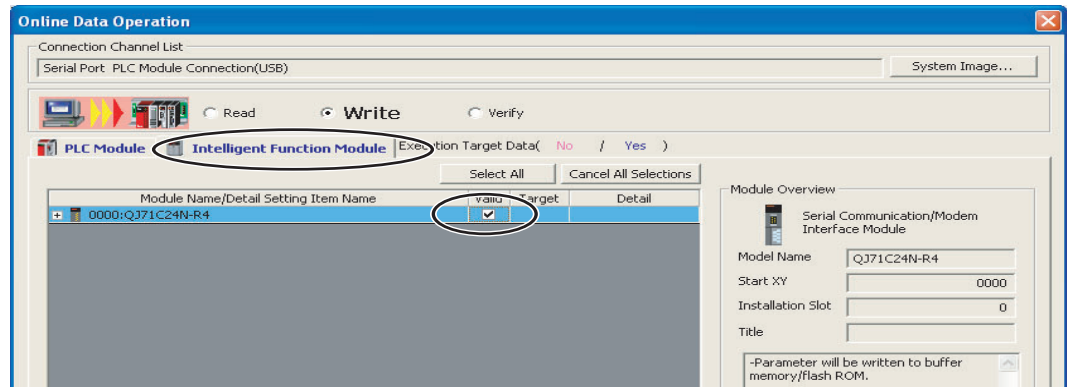 Online Data Operation
Connection Channel List
Serial Port PLC Module Connection(USB)
System Image...
Read
Write
Verify
PLC Module
Intelligent Function Module
Execution Target Data( No / Yes )
Select All
Cancel All Selections
Module Name/Detail Setting Item Name Valid Target Detail
0000:QJ71C24N-R4
Module Overview
Serial Communication/Modem
Interface Module
Model Name QJ71C24N-R4
Start XY 0000
Installation Slot 0
Title
-Parameter will be written to buffer
memory/flash ROM.